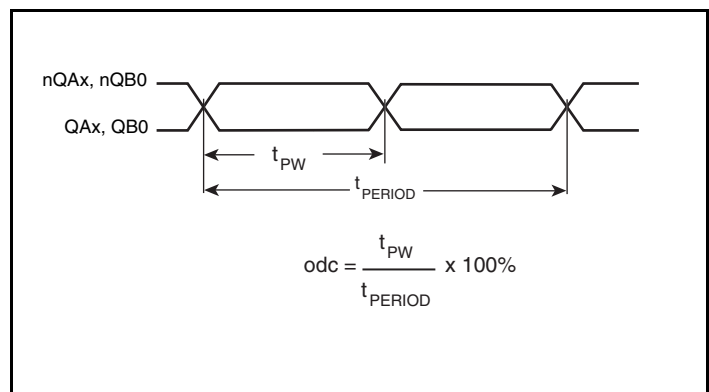 nQAx, nQB0
QAx, QB0
tPW
tPERIOD
odc = tPW / tPERIOD x 100%